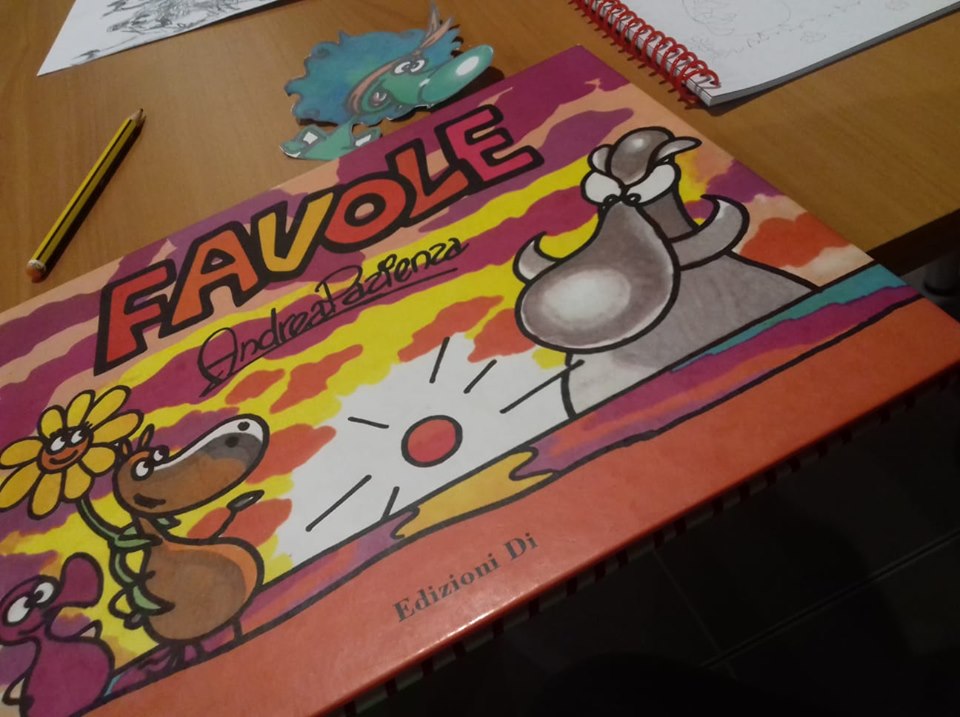 FAVOLE
Andrea Pazienza
Edizioni Di